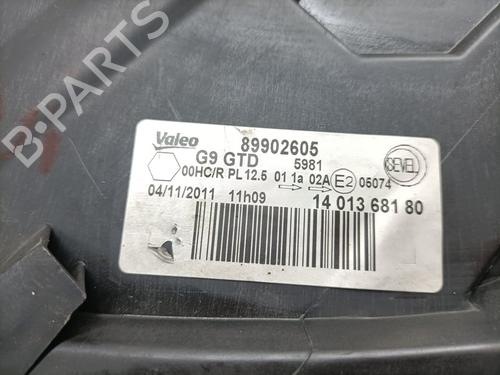 B-PARTS
Valeo
89902605
G9 GTD
5981
00HC/R PL 12.5 01 1a 02A E2 05074
SEVEL
04/11/2011 11h09
14 013 681 80